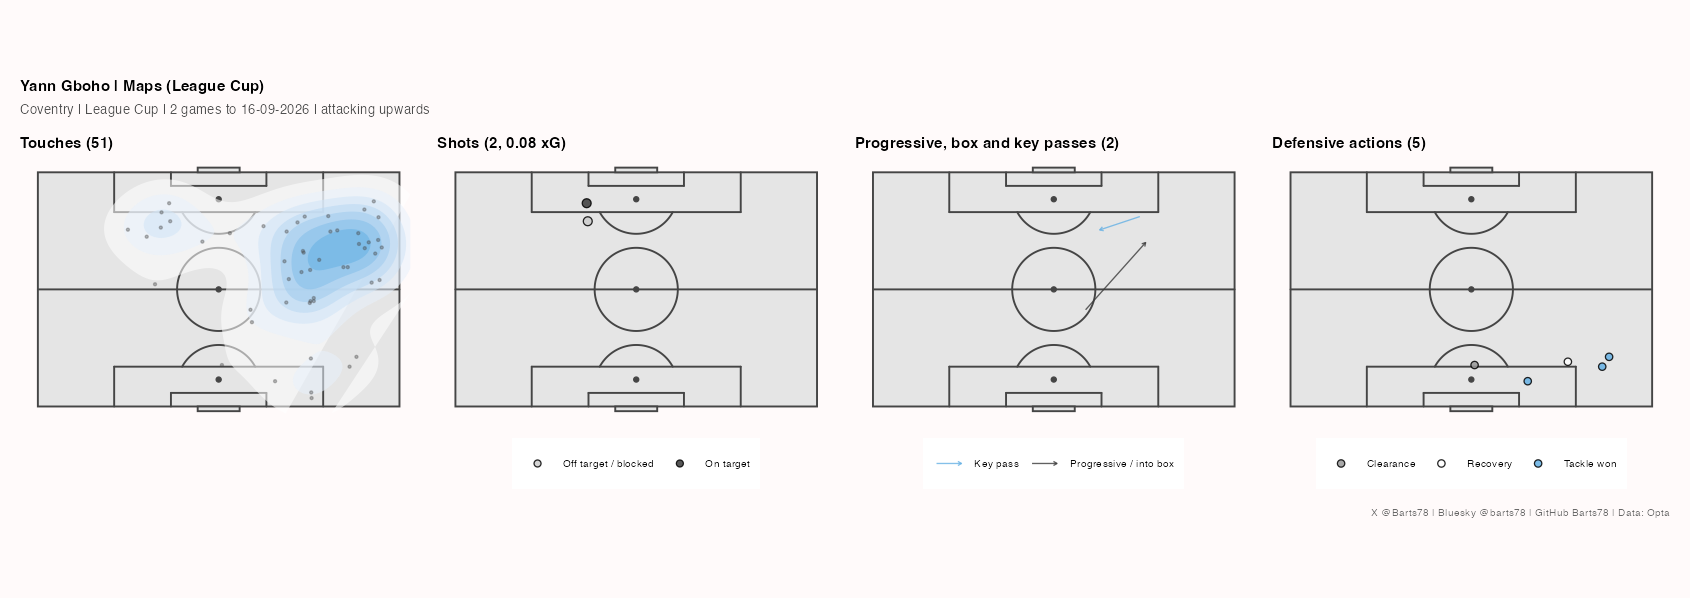 Yann Gboho | Maps (League Cup)
Coventry | League Cup | 2 games to 16-09-2026 | attacking upwards
Touches (51)
Shots (2, 0.08 xG)
Progressive, box and key passes (2)
Defensive actions (5)
Off target / blocked
On target
Key pass
Progressive / into box
Clearance
Recovery
Tackle won
X @Barts78 | Bluesky @barts78 | GitHub Barts78 | Data: Opta